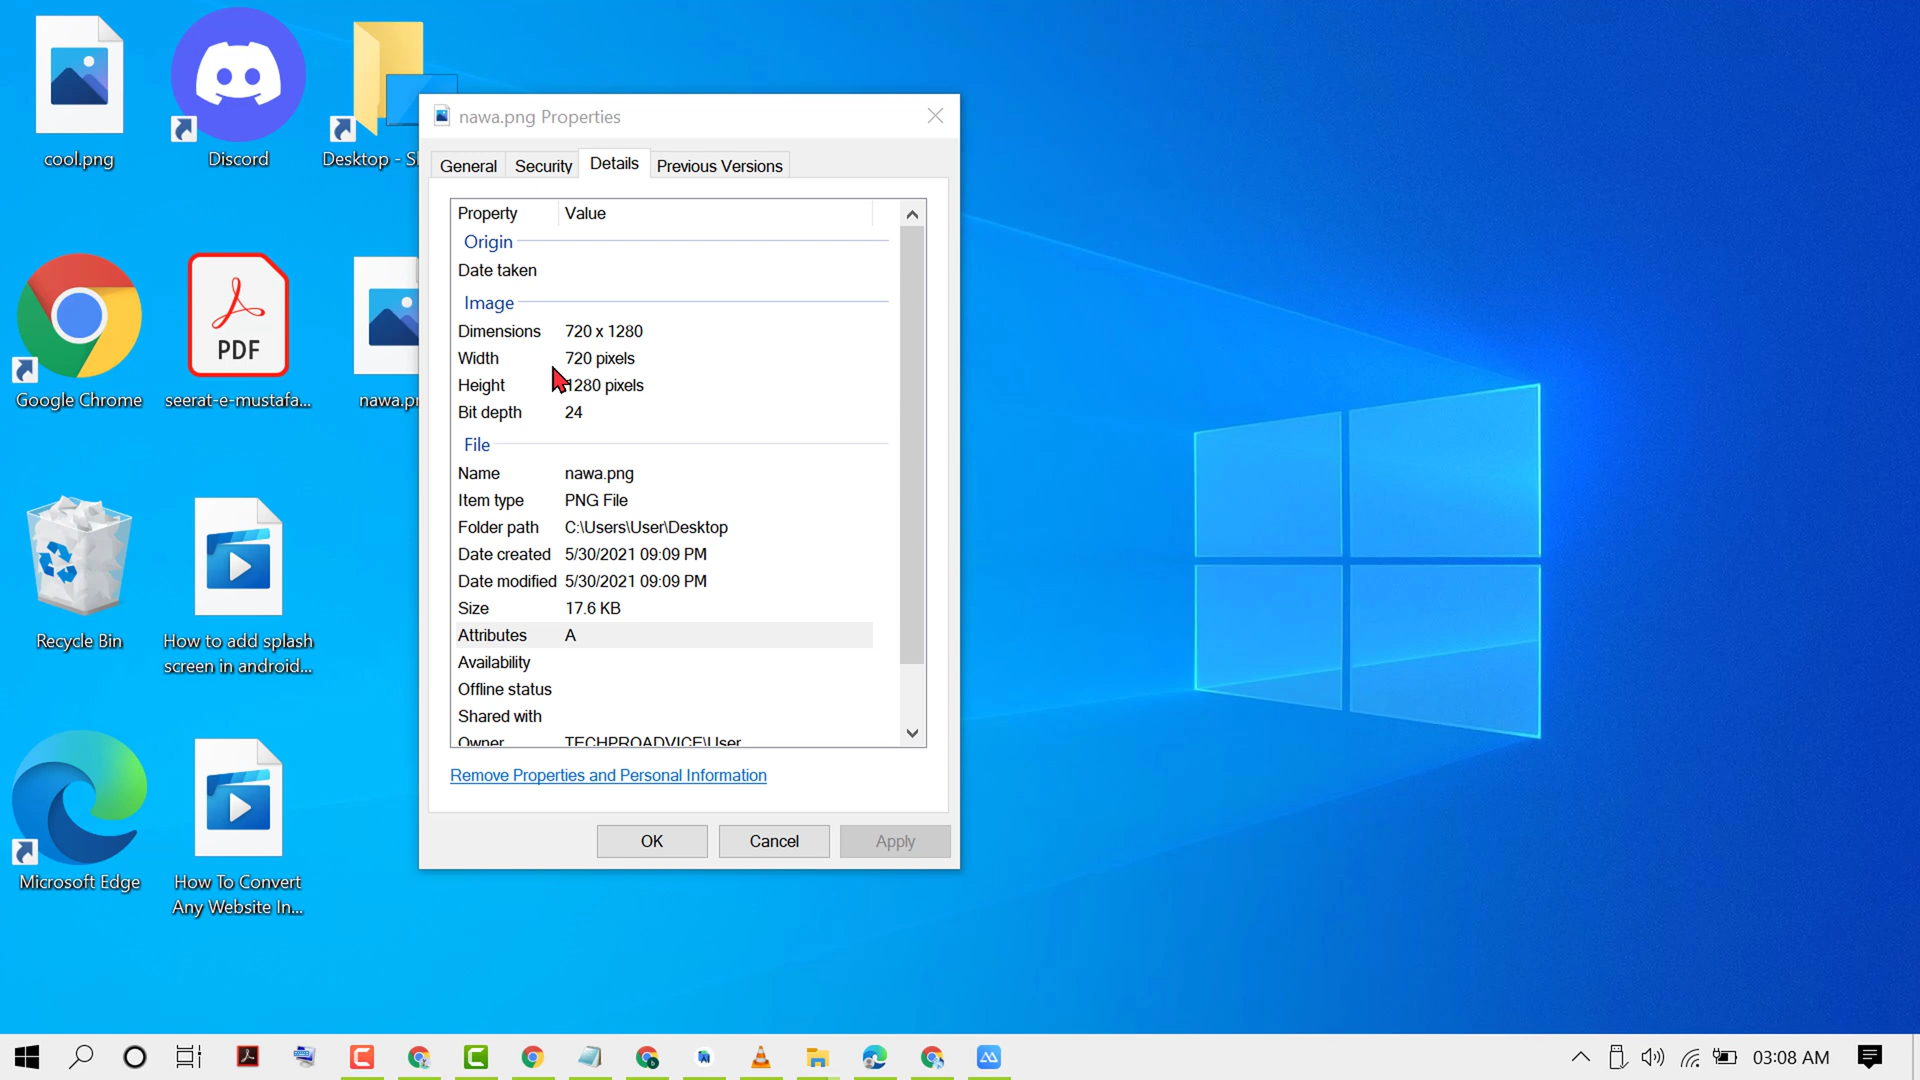 cool.png
Discord
Desktop - S
Google Chrome
PDF
seerat-e-mustafa...
nawa.p
Recycle Bin
How to add splash
screen in android...
Microsoft Edge
How To Convert
Any Website In...
nawa.png Properties
General Security Details Previous Versions
Property Value
Origin
Date taken
Image
Dimensions 720 x 1280
Width 720 pixels
Height 1280 pixels
Bit depth 24
File
Name nawa.png
Item type PNG File
Folder path C:\Users\User\Desktop
Date created 5/30/2021 09:09 PM
Date modified 5/30/2021 09:09 PM
Size 17.6 KB
Attributes A
Availability
Offline status
Shared with
Owner TECHPROADVICE\User
Remove Properties and Personal Information
OK Cancel Apply
03:08 AM